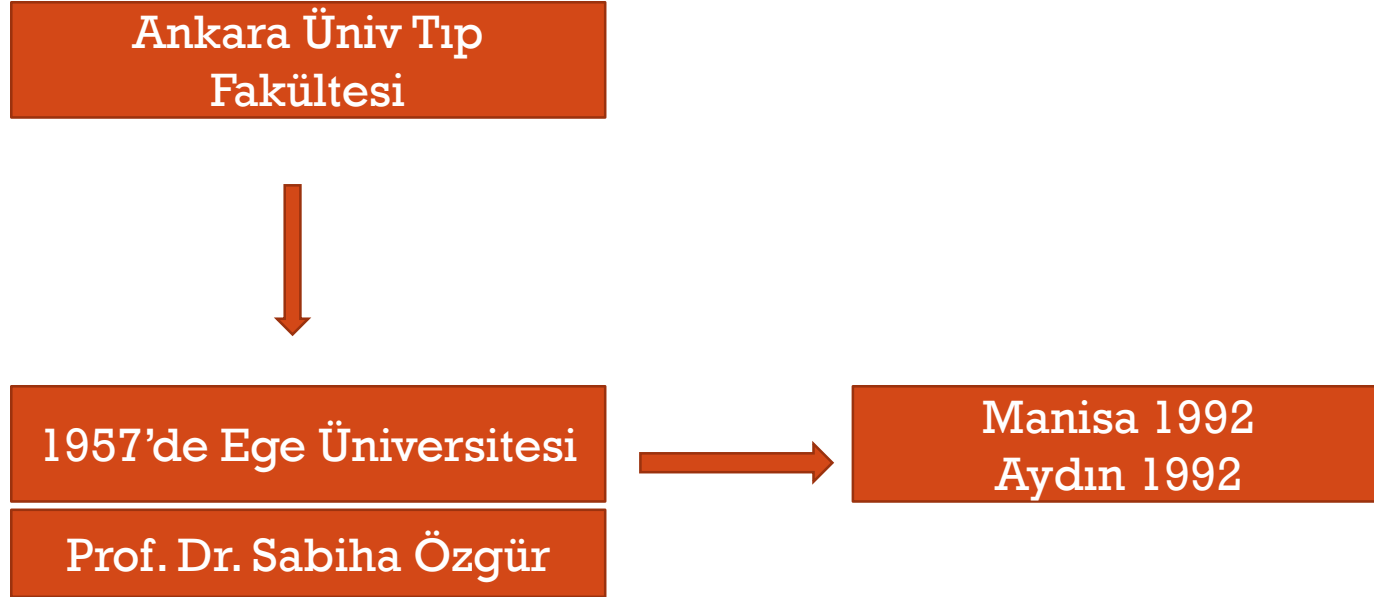 Ankara Üniv Tıp
Fakültesi
1957’de Ege Üniversitesi
Prof. Dr. Sabiha Özgür
Manisa 1992
Aydın 1992